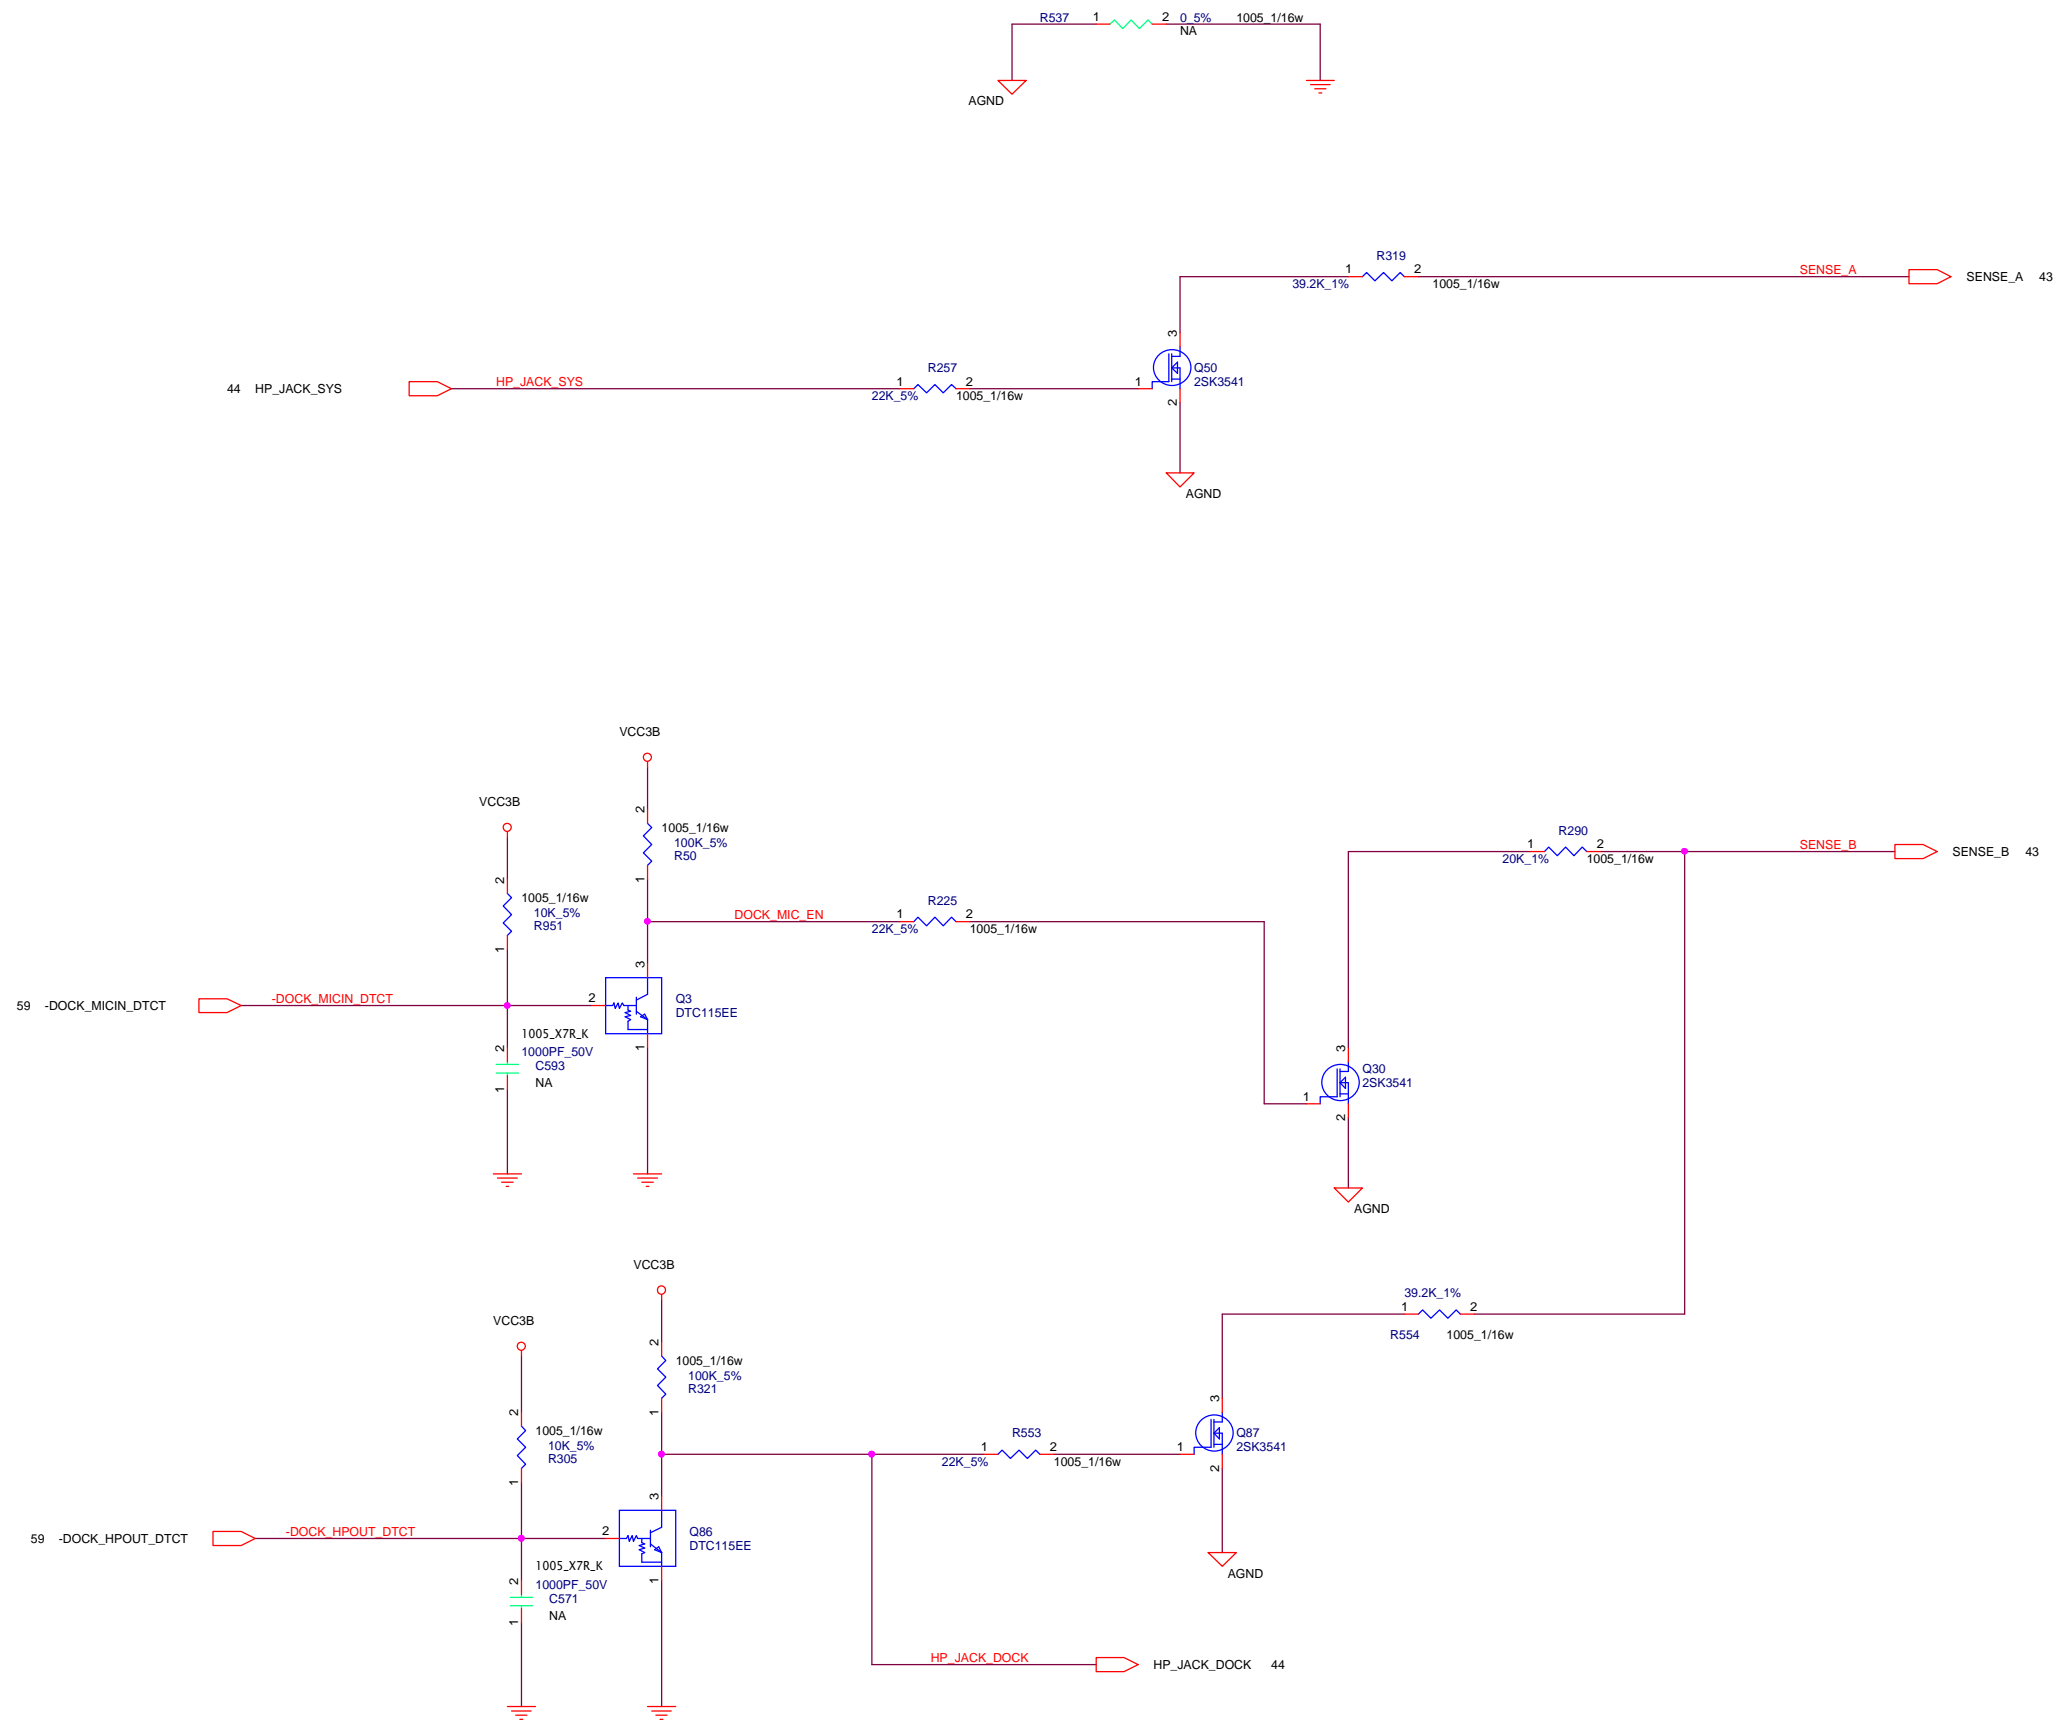 R537 1 2 0_5% 1005_1/16w
NA
AGND
R319
1 2 SENSE_A
39.2K_1% 1005_1/16w
SENSE_A 43
3
Q50
2SK3541
R257
44 HP_JACK_SYS HP_JACK_SYS 1 2 1
22K_5% 1005_1/16w
2
AGND
VCC3B
VCC3B
2
1005_1/16w
100K_5%
R50
1
R290
1 2 SENSE_B
20K_1% 1005_1/16w
SENSE_B 43
2
1005_1/16w
10K_5%
R951
1
R225
DOCK_MIC_EN 1 2
22K_5% 1005_1/16w
3
59 -DOCK_MICIN_DTCT -DOCK_MICIN_DTCT 2
Q3
DTC115EE
1
1005_X7R_K
2
1000PF_50V
C593
1
NA
3
Q30
2SK3541
1
2
AGND
VCC3B
VCC3B
2
1005_1/16w
100K_5%
R321
1
39.2K_1%
1 2
R554 1005_1/16w
2
1005_1/16w
10K_5%
R305
1
R553
1 2 1
22K_5% 1005_1/16w
3
Q87
2SK3541
2
AGND
3
59 -DOCK_HPOUT_DTCT -DOCK_HPOUT_DTCT 2
Q86
DTC115EE
1
1005_X7R_K
2
1000PF_50V
C571
1
NA
HP_JACK_DOCK
HP_JACK_DOCK 44